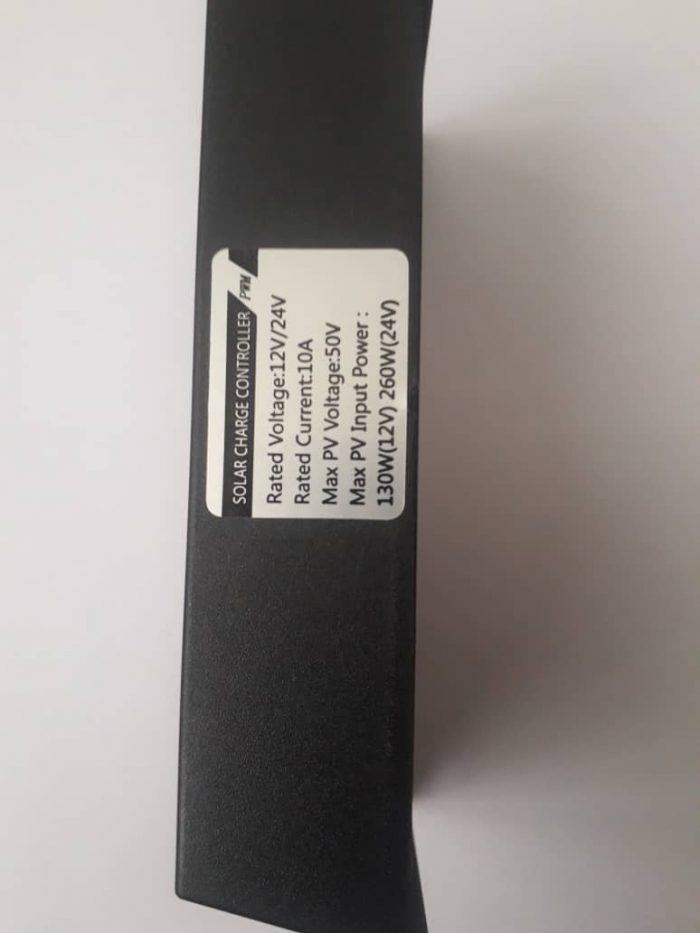 SOLAR CHARGE CONTROLLER PWM
Rated Voltage:12V/24V
Rated Current:10A
Max PV Voltage:50V
Max PV Input Power :
130W(12V) 260W(24V)